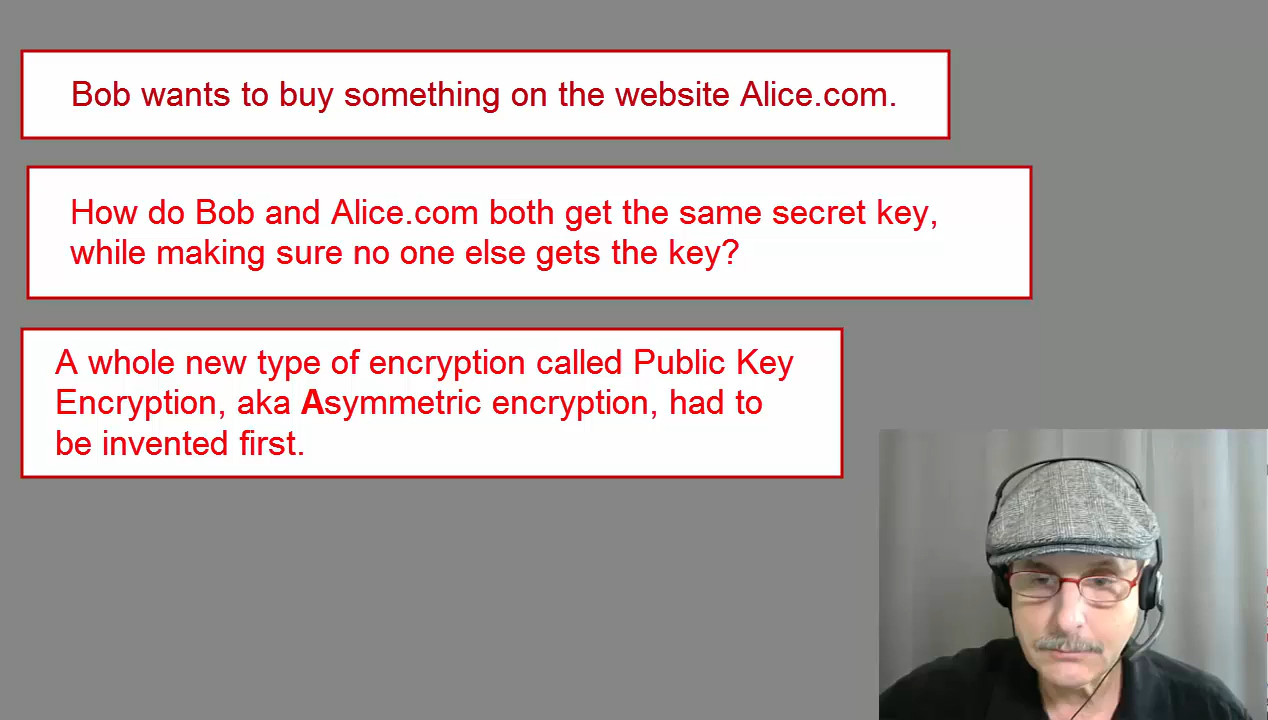 Bob wants to buy something on the website Alice.com.
How do Bob and Alice.com both get the same secret key,
while making sure no one else gets the key?
A whole new type of encryption called Public Key
Encryption, aka Asymmetric encryption, had to
be invented first.